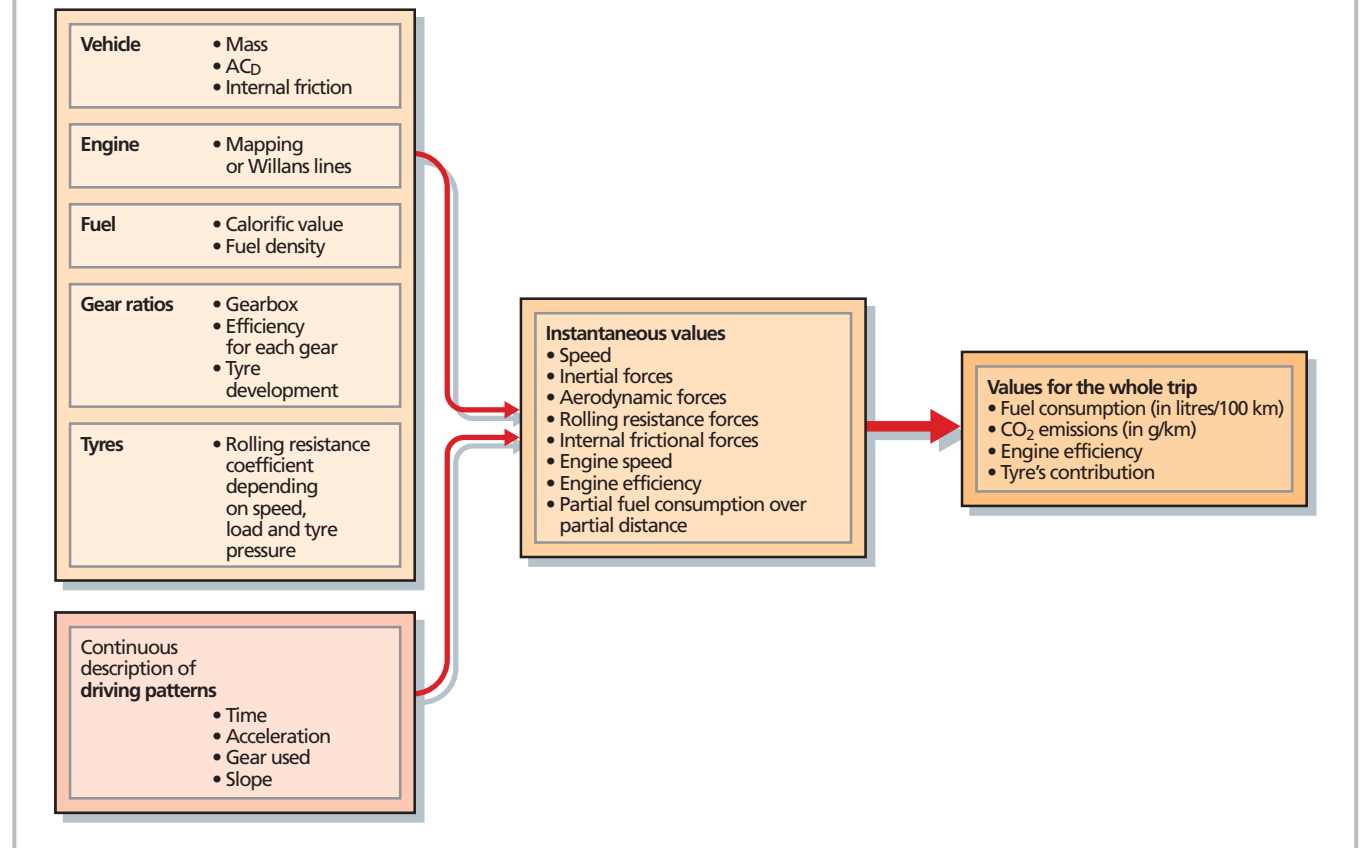 Vehicle
• Mass
• ACD
• Internal friction
Engine
• Mapping
or Willans lines
Fuel
• Calorific value
• Fuel density
Gear ratios
• Gearbox
• Efficiency
for each gear
• Tyre
development
Tyres
• Rolling resistance
coefficient
depending
on speed,
load and tyre
pressure
Continuous
description of
driving patterns
• Time
• Acceleration
• Gear used
• Slope
Instantaneous values
• Speed
• Inertial forces
• Aerodynamic forces
• Rolling resistance forces
• Internal frictional forces
• Engine speed
• Engine efficiency
• Partial fuel consumption over
partial distance
Values for the whole trip
• Fuel consumption (in litres/100 km)
• CO2 emissions (in g/km)
• Engine efficiency
• Tyre’s contribution